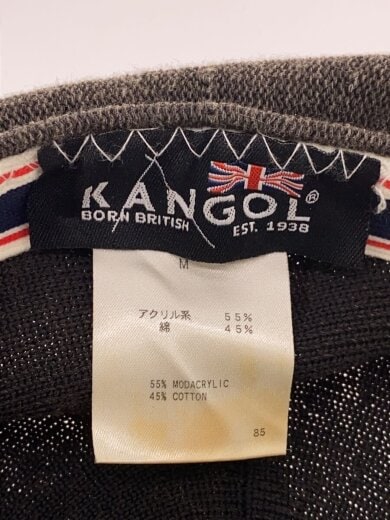 KANGOL®
BORN BRITISH EST. 1938
M
アクリル系 55%
綿 45%
55% MODACRYLIC
45% COTTON
85